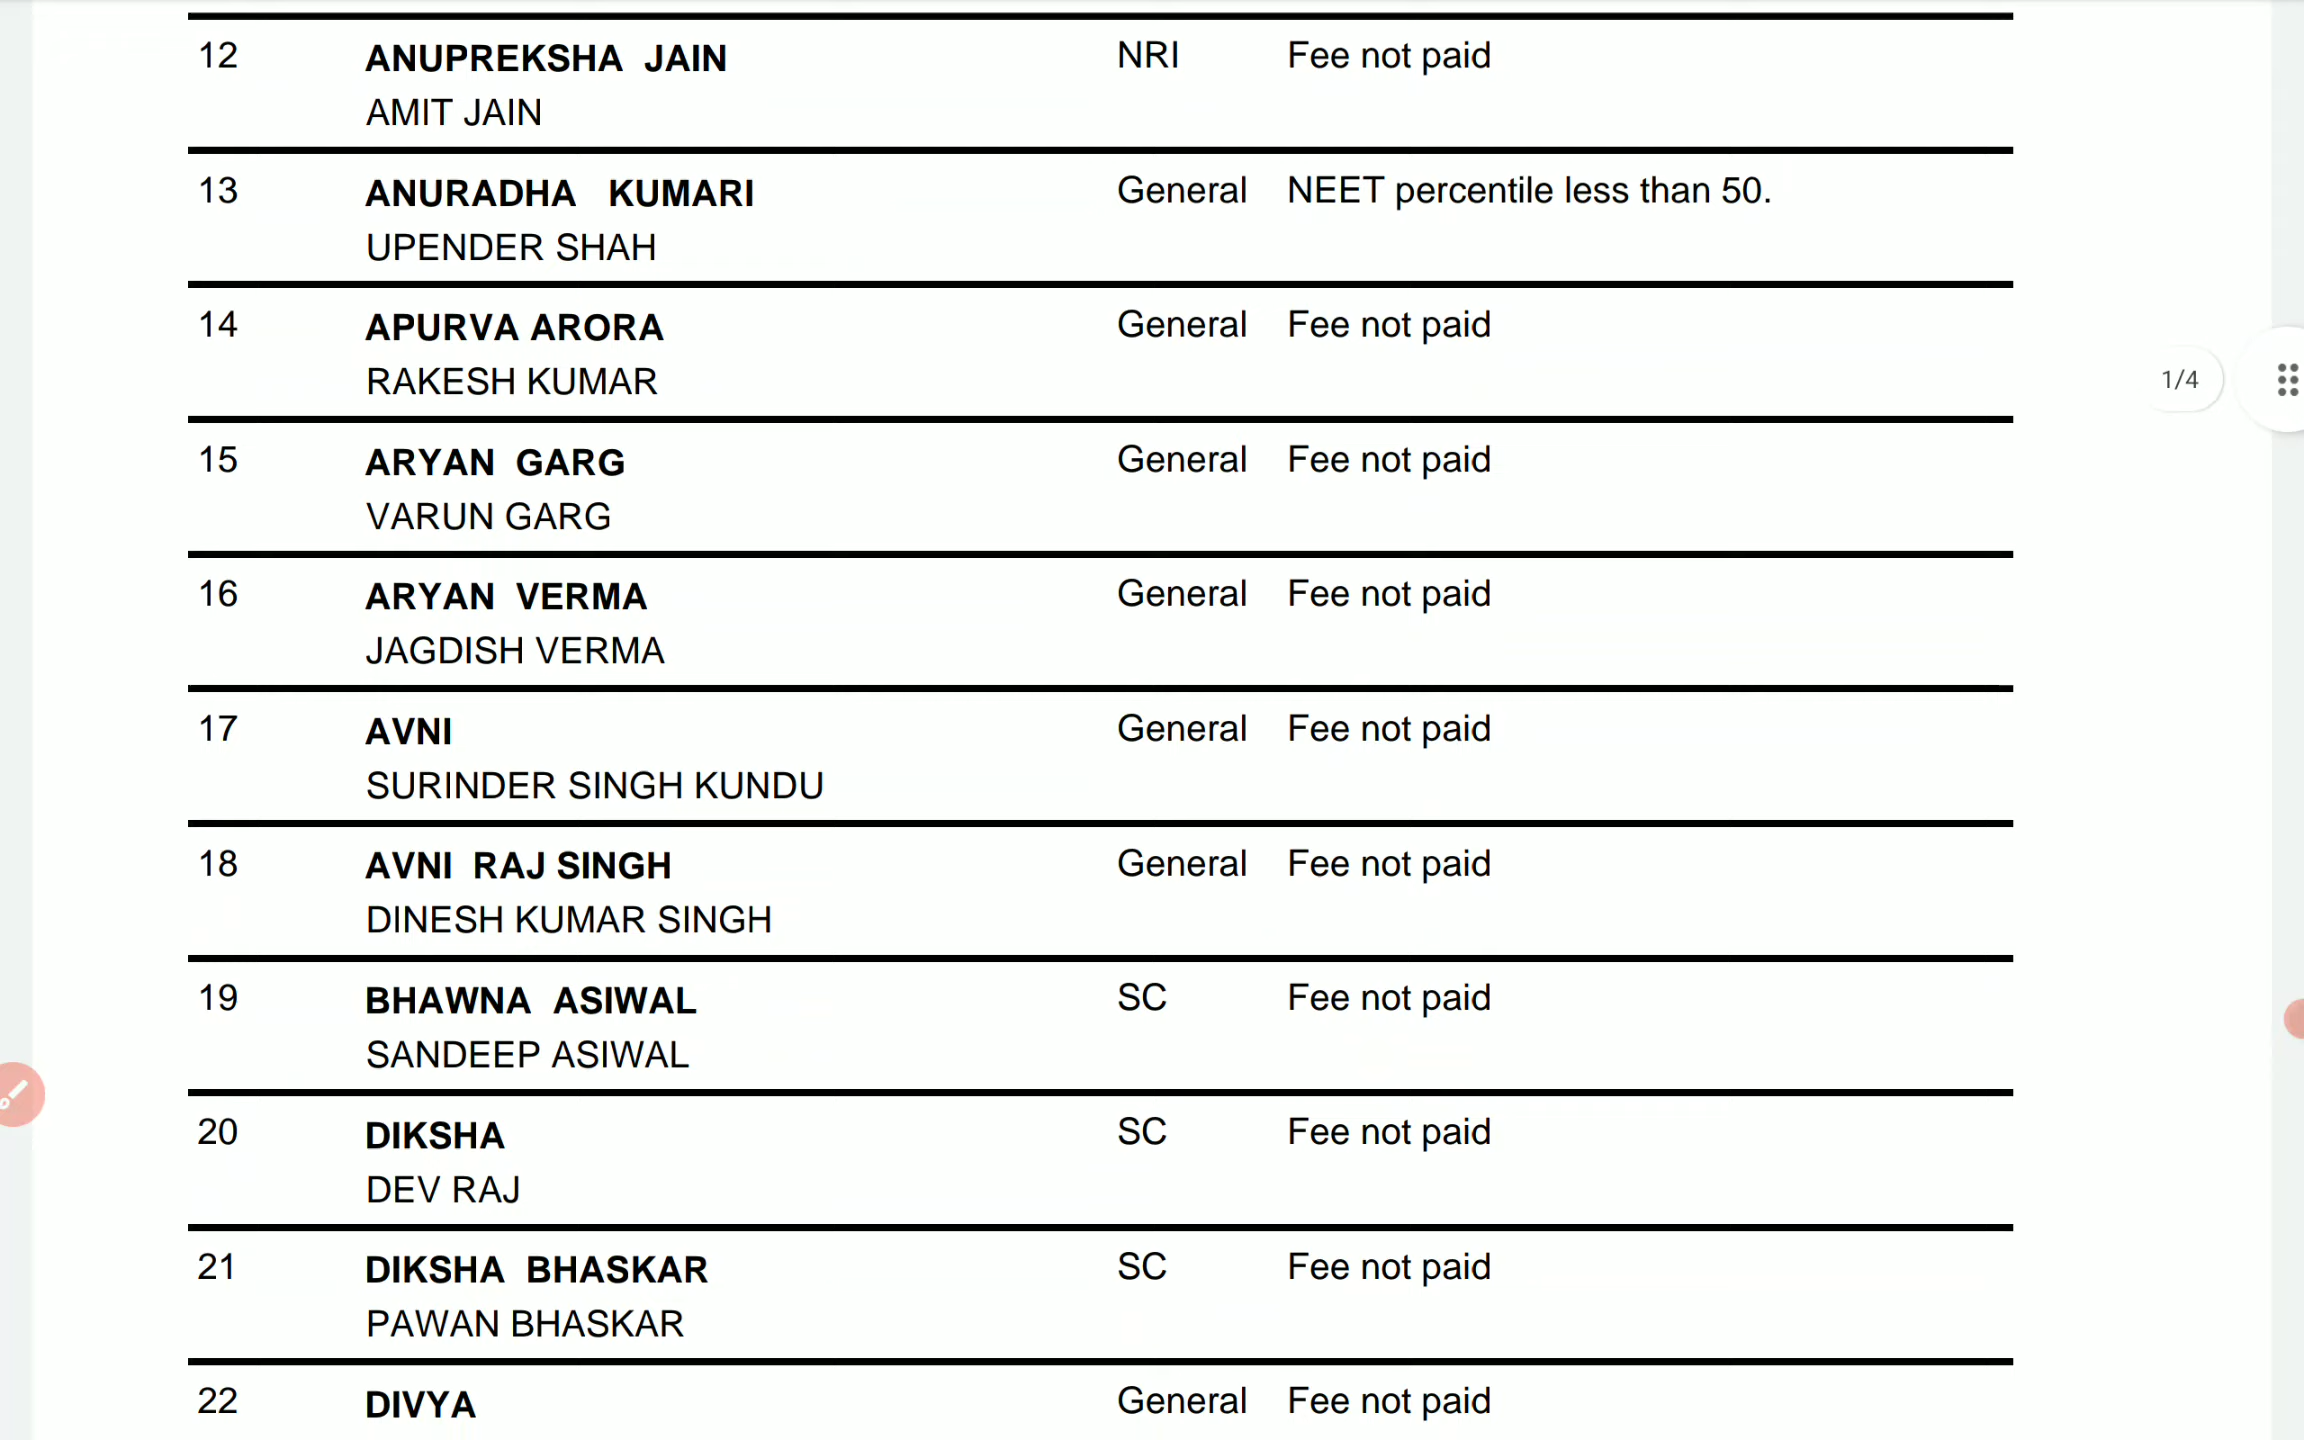 12 ANUPREKSHA JAIN NRI Fee not paid
AMIT JAIN
13 ANURADHA KUMARI General NEET percentile less than 50.
UPENDER SHAH
14 APURVA ARORA General Fee not paid
RAKESH KUMAR
1/4
15 ARYAN GARG General Fee not paid
VARUN GARG
16 ARYAN VERMA General Fee not paid
JAGDISH VERMA
17 AVNI General Fee not paid
SURINDER SINGH KUNDU
18 AVNI RAJ SINGH General Fee not paid
DINESH KUMAR SINGH
19 BHAWNA ASIWAL SC Fee not paid
SANDEEP ASIWAL
20 DIKSHA SC Fee not paid
DEV RAJ
21 DIKSHA BHASKAR SC Fee not paid
PAWAN BHASKAR
22 DIVYA General Fee not paid